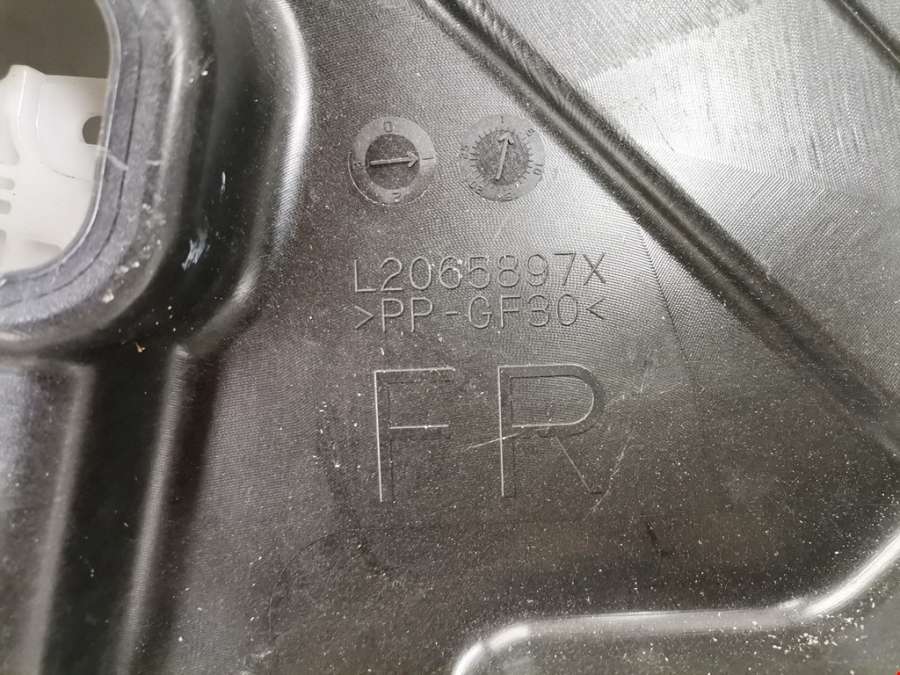 L2065897X
>PP-GF30<
FR